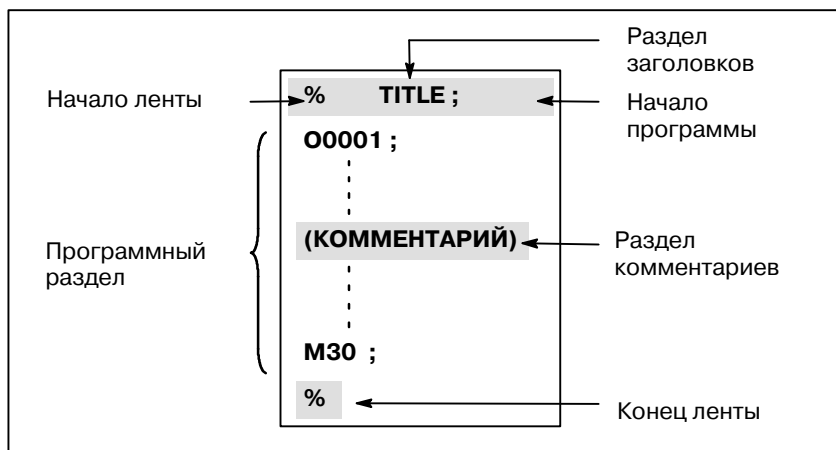 Раздел
заголовков
Начало ленты
% TITLE ;
Начало
программы
O0001 ;
(КОММЕНТАРИЙ)
Программный
раздел
Раздел
комментариев
M30 ;
%
Конец ленты